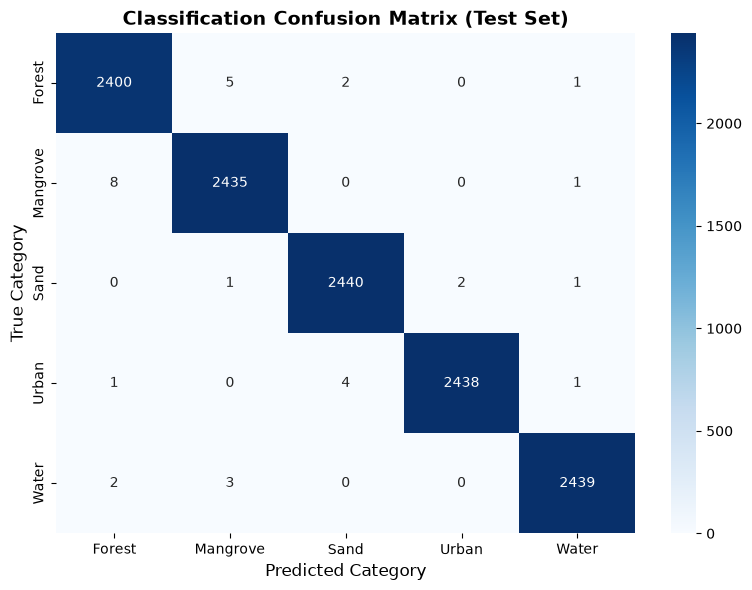 Classification Confusion Matrix (Test Set)
True Category
Forest
2400 5 2 0 1
Mangrove
8 2435 0 0 1
Sand
0 1 2440 2 1
Urban
1 0 4 2438 1
Water
2 3 0 0 2439
Forest Mangrove Sand Urban Water
Predicted Category
2000
1500
1000
500
0